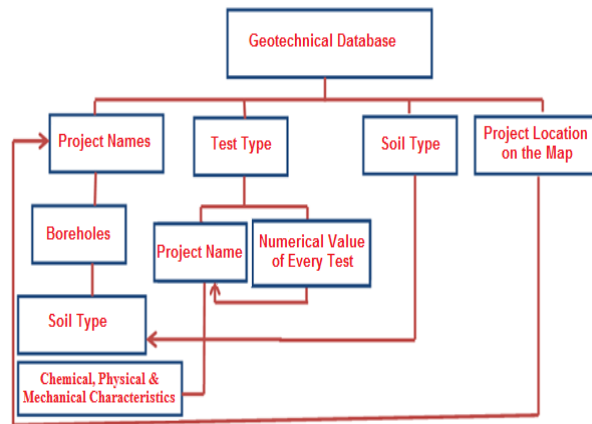 Geotechnical Database
Project Names
Test Type
Soil Type
Project Location
on the Map
Boreholes
Project Name
Numerical Value
of Every Test
Soil Type
Chemical, Physical &
Mechanical Characteristics